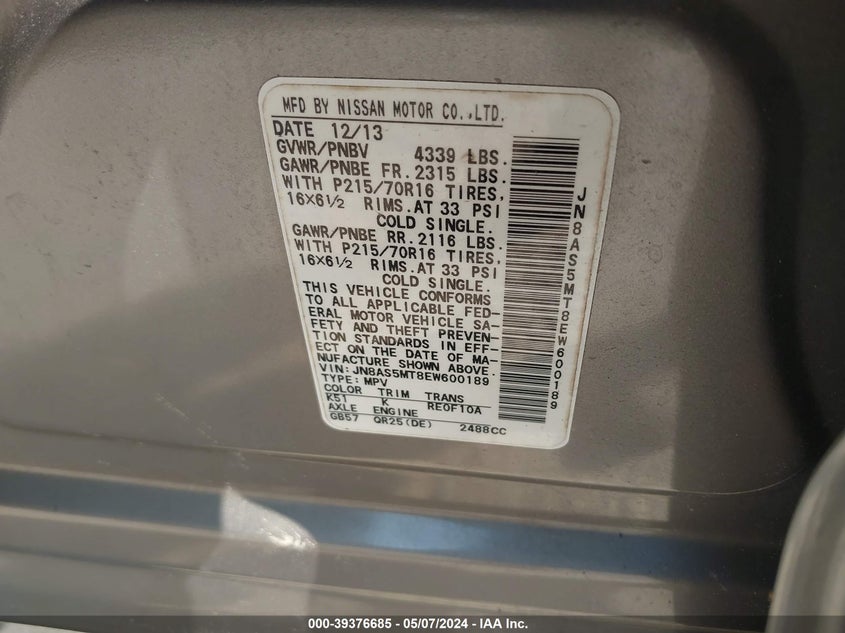 MFD BY NISSAN MOTOR CO.,LTD.
DATE 12/13
GVWR/PNBV 4339 LBS.
GAWR/PNBE FR. 2315 LBS.
WITH P215/70R16 TIRES,
16X6½ RIMS. AT 33 PSI
COLD SINGLE.
GAWR/PNBE RR. 2116 LBS.
WITH P215/70R16 TIRES,
16X6½ RIMS. AT 33 PSI
COLD SINGLE.
THIS VEHICLE CONFORMS
TO ALL APPLICABLE FED-
ERAL MOTOR VEHICLE SA-
FETY AND THEFT PREVEN-
TION STANDARDS IN EFF-
ECT ON THE DATE OF MA-
NUFACTURE SHOWN ABOVE.
VIN: JN8AS5MT8EW600189
TYPE: MPV
COLOR TRIM TRANS
K51 K RE0F10A
AXLE ENGINE
GB57 QR25(DE) 2488CC
JN8AS5MT8EW600189
000-39376685 - 05/07/2024 - IAA Inc.